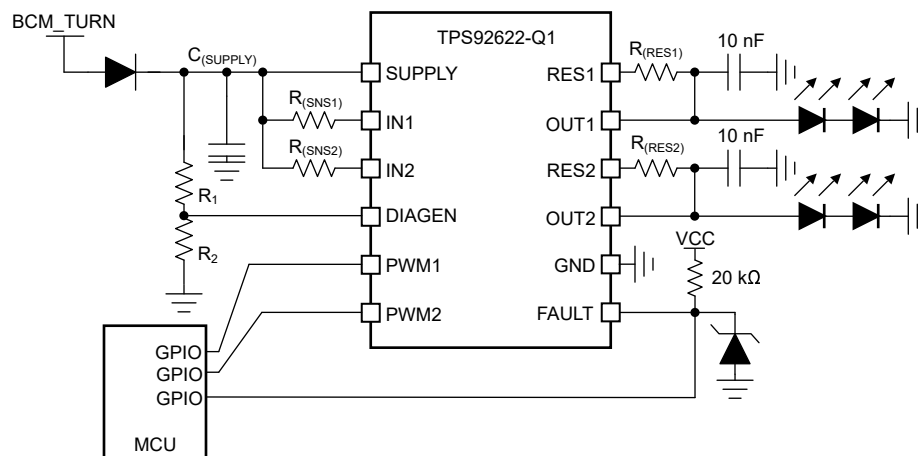 BCM_TURN
TPS92622-Q1
C(SUPPLY)
SUPPLY
RES1
R(RES1)
10 nF
R(SNS1)
IN1
OUT1
R(SNS2)
IN2
RES2
R(RES2)
10 nF
R1
DIAGEN
OUT2
R2
VCC
PWM1
GND
20 kΩ
PWM2
FAULT
GPIO
GPIO
GPIO
MCU